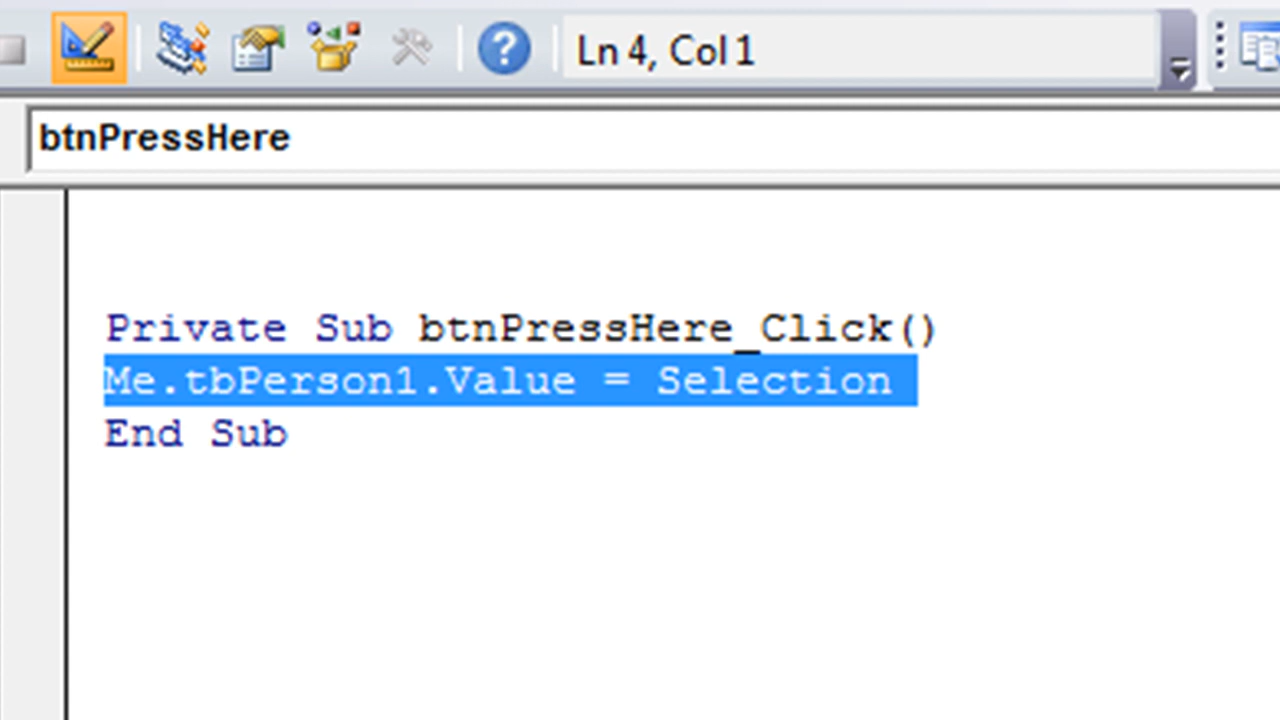 Ln 4, Col 1
btnPressHere
Private Sub btnPressHere_Click()
Me.tbPerson1.Value = Selection
End Sub